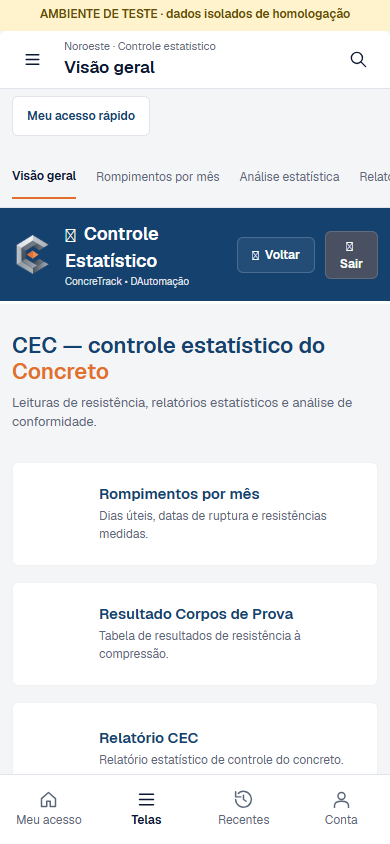 AMBIENTE DE TESTE · dados isolados de homologação
Noroeste · Controle estatístico
Visão geral
Meu acesso rápido
Visão geral Rompimentos por mês Análise estatística Relato
Controle
Estatístico
ConcreTrack • DAutomação
Voltar
Sair
CEC — controle estatístico do
Concreto
Leituras de resistência, relatórios estatísticos e análise de
conformidade.
Rompimentos por mês
Dias úteis, datas de ruptura e resistências
medidas.
Resultado Corpos de Prova
Tabela de resultados de resistência à
compressão.
Relatório CEC
Relatório estatístico de controle do concreto.
Meu acesso Telas Recentes Conta